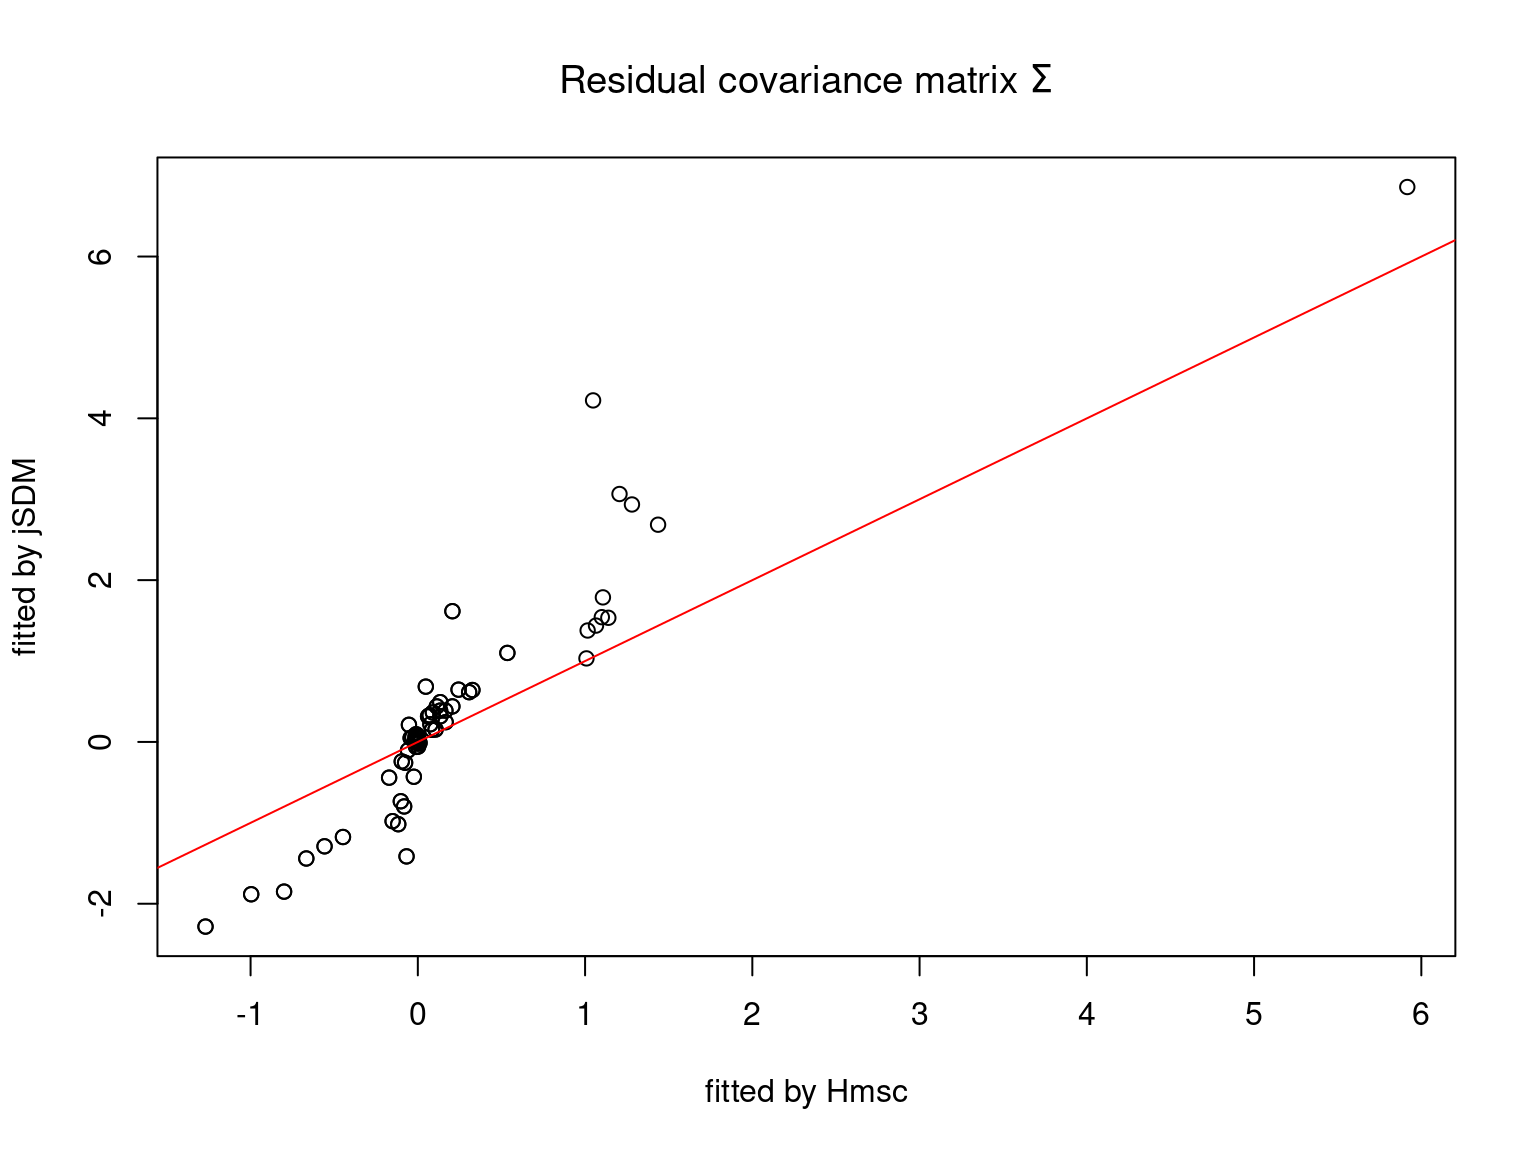 Residual covariance matrix Σ
fitted by jSDM
6
4
2
0
-2
-1 0 1 2 3 4 5 6
fitted by Hmsc